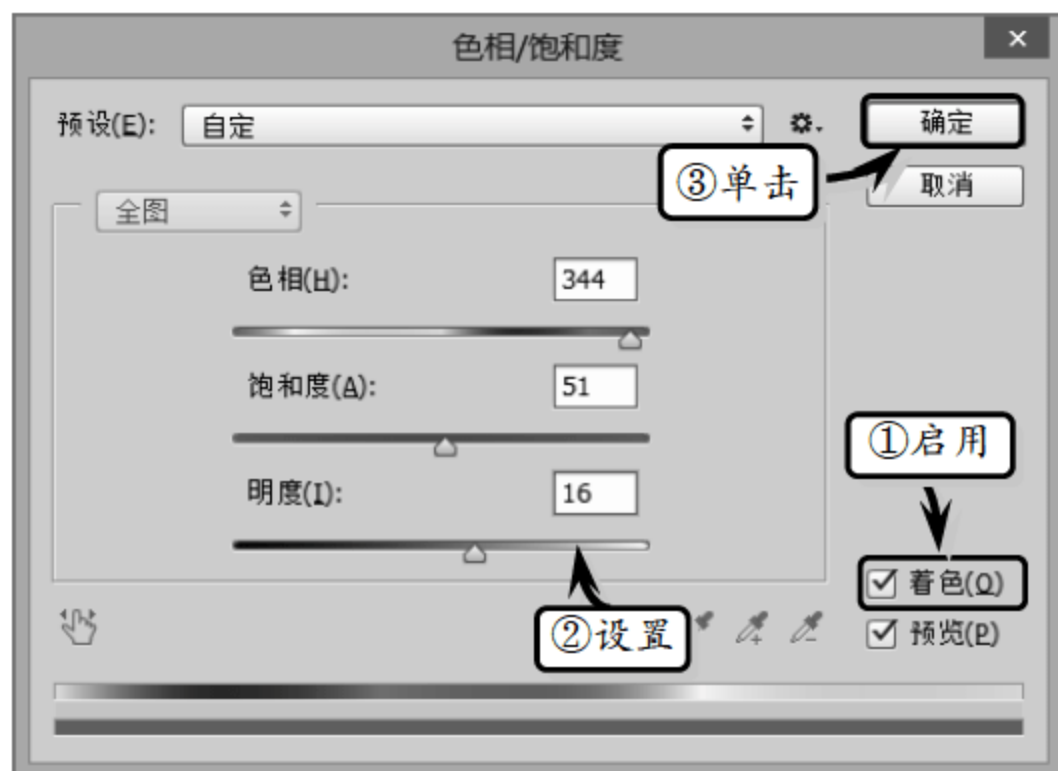 色相/饱和度
预设(E): 自定 确定
③单击
取消
全图
色相(H): 344
饱和度(A): 51
①启用
明度(I): 16
着色(O)
②设置
预览(P)